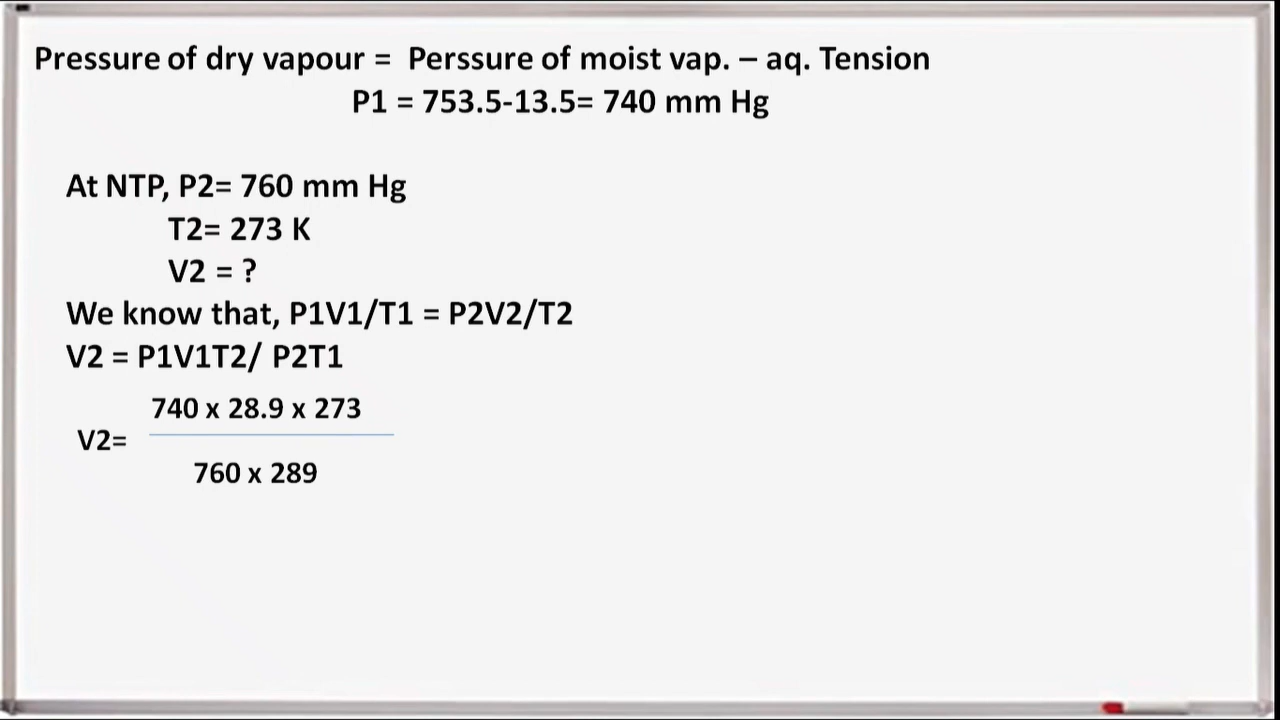 Pressure of dry vapour = Perssure of moist vap. – aq. Tension
P1 = 753.5-13.5= 740 mm Hg
At NTP, P2= 760 mm Hg
T2= 273 K
V2 = ?
We know that, P1V1/T1 = P2V2/T2
V2 = P1V1T2/ P2T1
740 x 28.9 x 273
V2=
760 x 289